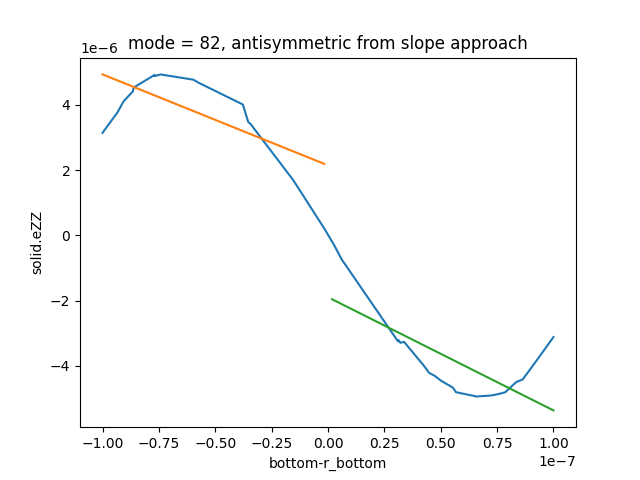 mode = 82, antisymmetric from slope approach
1e−6
4
2
0
−2
−4
solid.eZZ
−1.00 −0.75 −0.50 −0.25 0.00 0.25 0.50 0.75 1.00
bottom-r_bottom
1e−7